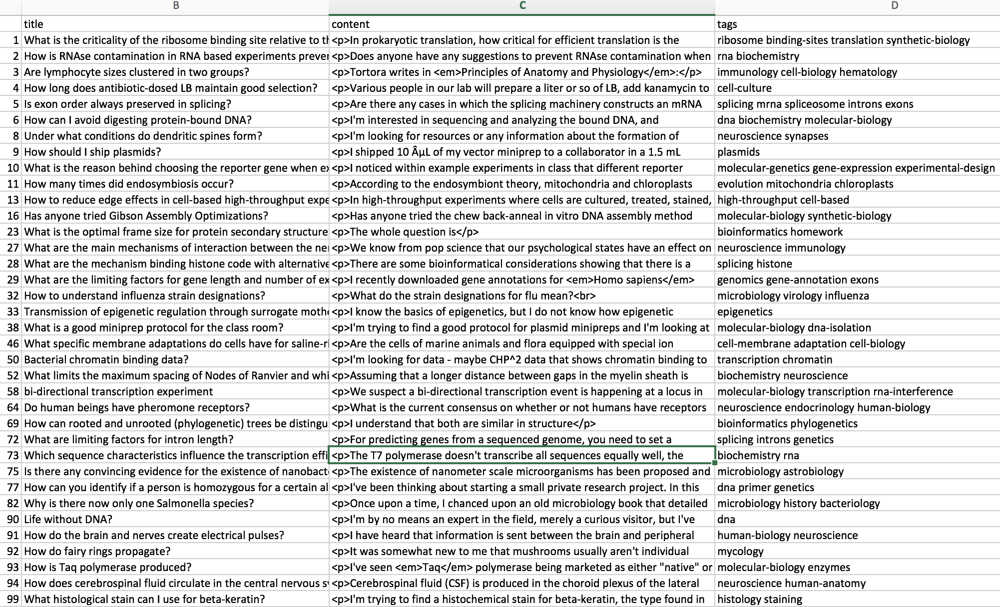 B C D
title content tags
1 What is the criticality of the ribosome binding site relative to <p>In prokaryotic translation, how critical for efficient translation is the ribosome binding-sites translation synthetic-biology
2 How is RNAse contamination in RNA based experiments <p>Does anyone have any suggestions to prevent RNAse contamination when rna biochemistry
3 Are lymphocyte sizes clustered in two groups? <p>Tortora writes in <em>Principles of Anatomy and Physiology</em>:</p> immunology cell-biology hematology
4 How long does antibiotic-dosed LB maintain good selection? <p>Various people in our lab will prepare a liter or so of LB, add kanamycin to cell-culture
5 Is exon order always preserved in splicing? <p>Are there any cases in which the splicing machinery constructs an mRNA splicing mrna spliceosome introns exons
6 How can I avoid digesting protein-bound DNA? <p>I'm interested in sequencing and analyzing the bound DNA, and dna biochemistry molecular-biology
8 Under what conditions do dendritic spines form? <p>I'm looking for resources or any information about the formation of neuroscience synapses
9 How should I ship plasmids? <p>I shipped 10 ÂµL of my vector miniprep to a collaborator in a 1.5 mL plasmids
10 What is the reason behind choosing the reporter gene when <p>I noticed within example experiments in class that different reporter molecular-genetics gene-expression experimental-design
11 How many times did endosymbiosis occur? <p>According to the endosymbiont theory, mitochondria and chloroplasts evolution mitochondria chloroplasts
13 How to reduce edge effects in cell-based high-throughput expe <p>In high-throughput experiments where cells are cultured, treated, stained, high-throughput cell-based
16 Has anyone tried Gibson Assembly Optimizations? <p>Has anyone tried the chew back-anneal in vitro DNA assembly method molecular-biology synthetic-biology
23 What is the optimal frame size for protein secondary structure <p>The whole question is</p> bioinformatics homework
27 What are the main mechanisms of interaction between the <p>We know from pop science that our psychological states have an effect on neuroscience immunology
28 What are the mechanism binding histone code with alternative <p>There are some bioinformatical considerations showing that there is a splicing histone
29 What are the limiting factors for gene length and number of <p>I recently downloaded gene annotations for <em>Homo sapiens</em> genomics gene-annotation exons
32 How to understand influenza strain designations? <p>What do the strain designations for flu mean?<br> microbiology virology influenza
33 Transmission of epigenetic regulation through surrogate <p>I know the basics of epigenetics, but I do not know how epigenetic epigenetics
38 What is a good miniprep protocol for the class room? <p>I'm trying to find a good protocol for plasmid minipreps and I'm looking at molecular-biology dna-isolation
46 What specific membrane adaptations do cells have for <p>Are the cells of marine animals and flora equipped with special ion cell-membrane adaptation cell-biology
50 Bacterial chromatin binding data? <p>I'm looking for data - maybe CHP^2 data that shows chromatin binding to transcription chromatin
52 What limits the maximum spacing of Nodes of Ranvier and whi <p>Assuming that a longer distance between gaps in the myelin sheath is biochemistry neuroscience
58 bi-directional transcription experiment <p>We suspect a bi-directional transcription event is happening at a locus in molecular-biology transcription rna-interference
64 Do human beings have pheromone receptors? <p>What is the current consensus on whether or not humans have receptors neuroscience endocrinology human-biology
69 How can rooted and unrooted (phylogenetic) trees be distingu <p>I understand that both are similar in structure</p> bioinformatics phylogenetics
72 What are limiting factors for intron length? <p>For predicting genes from a sequenced genome, you need to set a splicing introns genetics
73 Which sequence characteristics influence the transcription effi <p>The T7 polymerase doesn't transcribe all sequences equally well, the biochemistry rna
75 Is there any convincing evidence for the existence of <p>The existence of nanometer scale microorganisms has been proposed and microbiology astrobiology
77 How can you identify if a person is homozygous for a certain al <p>I've been thinking about starting a small private research project. In this dna primer genetics
82 Why is there now only one Salmonella species? <p>Once upon a time, I chanced upon an old microbiology book that detailed microbiology history bacteriology
90 Life without DNA? <p>I'm by no means an expert in the field, merely a curious visitor, but I've dna
91 How do the brain and nerves create electrical pulses? <p>I have heard that information is sent between the brain and peripheral human-biology neuroscience
92 How do fairy rings propagate? <p>It was somewhat new to me that mushrooms usually aren't individual mycology
93 How is Taq polymerase produced? <p>I've seen <em>Taq</em> polymerase being marketed as either "native" or molecular-biology enzymes
94 How does cerebrospinal fluid circulate in the central nervous <p>Cerebrospinal fluid (CSF) is produced in the choroid plexus of the lateral neuroscience human-anatomy
99 What histological stain can I use for beta-keratin? <p>I'm trying to find a histochemical stain for beta-keratin, the type found in histology staining